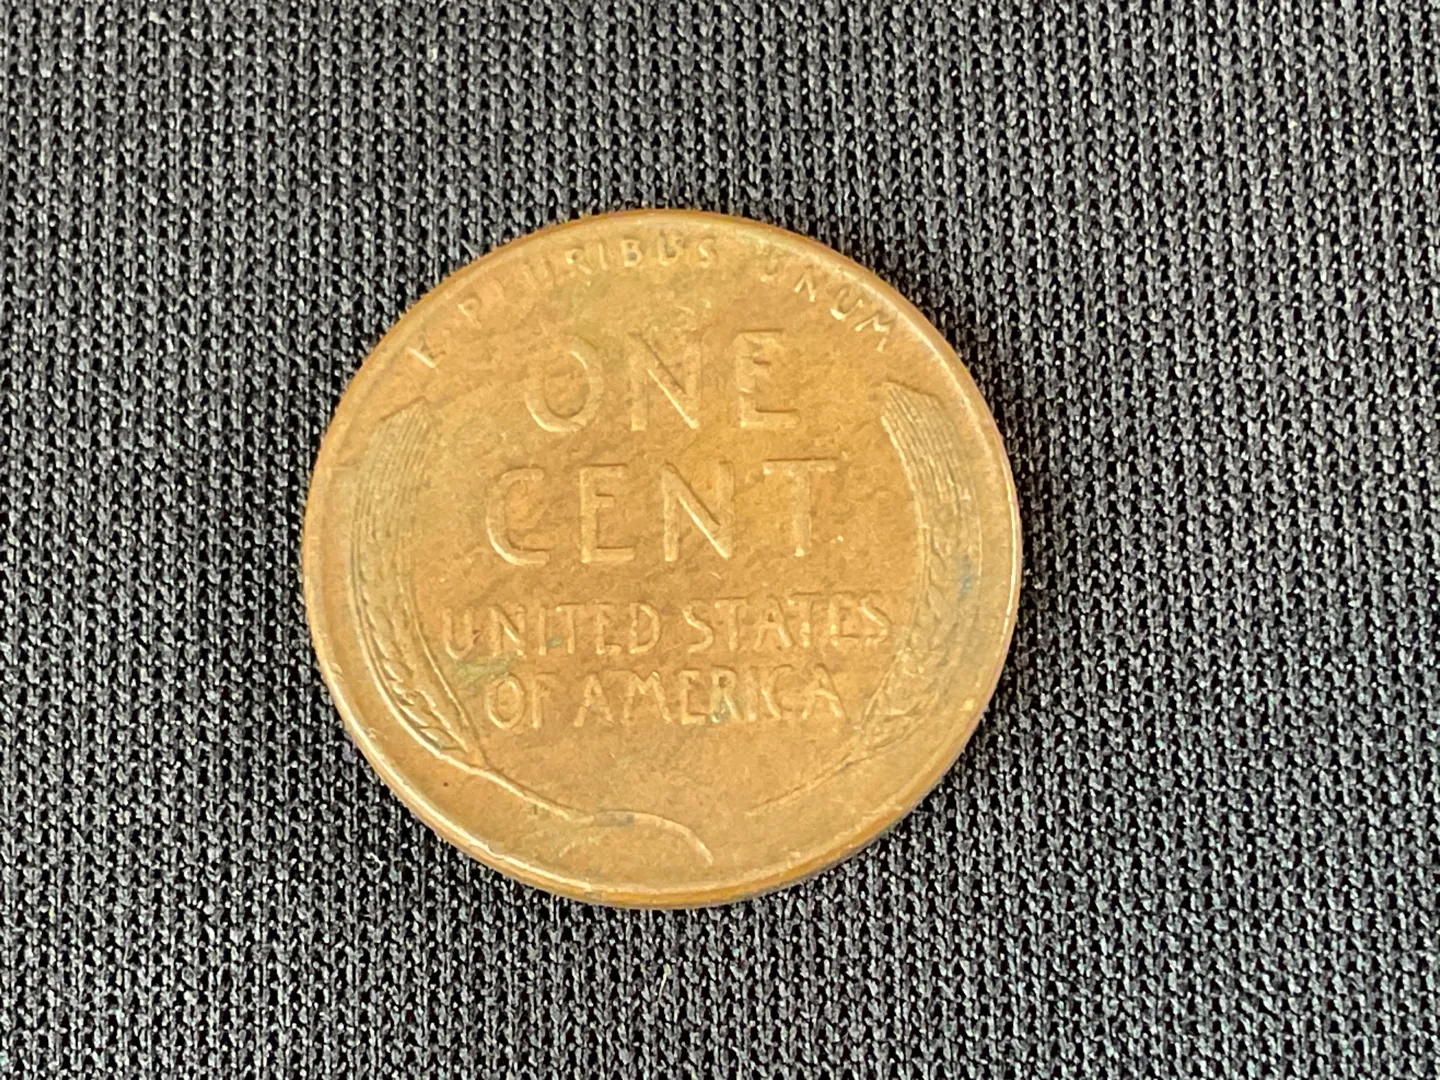 E·PLURIBUS·UNUM
ONE
CENT
UNITED STATES
OF AMERICA